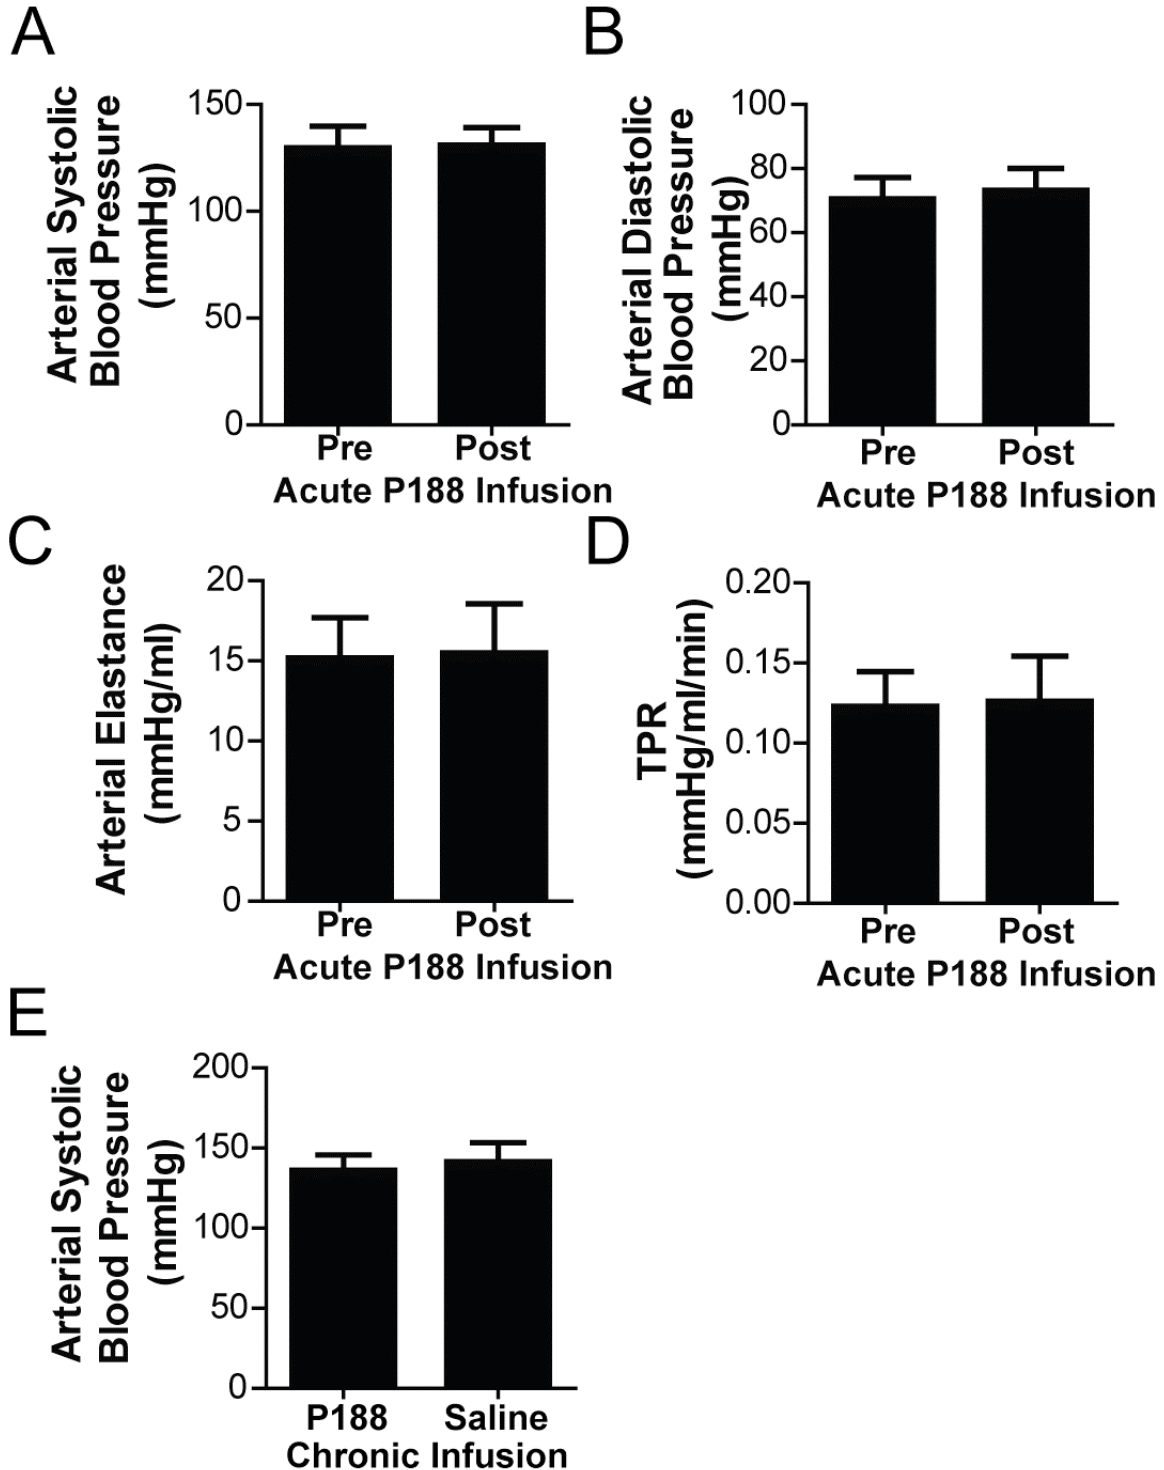 A
Arterial Systolic
Blood Pressure
(mmHg)
150
100
50
0
Pre Post
Acute P188 Infusion
B
Arterial Diastolic
Blood Pressure
(mmHg)
100
80
60
40
20
0
Pre Post
Acute P188 Infusion
C
Arterial Elastance
(mmHg/ml)
20
15
10
5
0
Pre Post
Acute P188 Infusion
D
TPR
(mmHg/ml/min)
0.20
0.15
0.10
0.05
0.00
Pre Post
Acute P188 Infusion
E
Arterial Systolic
Blood Pressure
(mmHg)
200
150
100
50
0
P188 Saline
Chronic Infusion